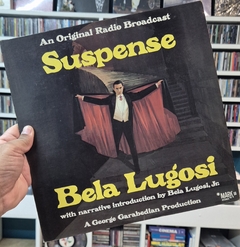 An Original Radio Broadcast
Suspense
Bela Lugosi
with narrative Introduction by Bela Lugosi, Jr.
A George Garabedian Production